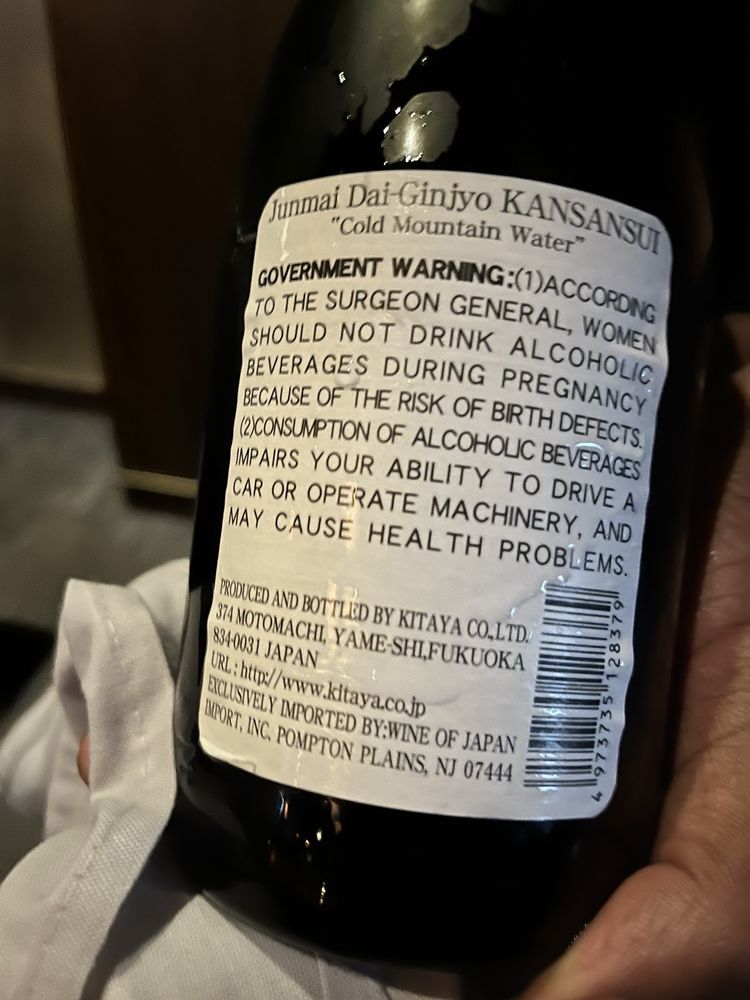 Junmai Dai-Ginjyo KANSANSUI
"Cold Mountain Water"
GOVERNMENT WARNING:(1)ACCORDING
TO THE SURGEON GENERAL, WOMEN
SHOULD NOT DRINK ALCOHOLIC
BEVERAGES DURING PREGNANCY
BECAUSE OF THE RISK OF BIRTH DEFECTS.
(2)CONSUMPTION OF ALCOHOLIC BEVERAGES
IMPAIRS YOUR ABILITY TO DRIVE A
CAR OR OPERATE MACHINERY, AND
MAY CAUSE HEALTH PROBLEMS.
PRODUCED AND BOTTLED BY KITAYA CO.,LTD.
374 MOTOMACHI, YAME-SHI,FUKUOKA
834-0031 JAPAN
URL : http://www.kitaya.co.jp
EXCLUSIVELY IMPORTED BY:WINE OF JAPAN
IMPORT, INC. POMPTON PLAINS, NJ 07444
4 973735 128379